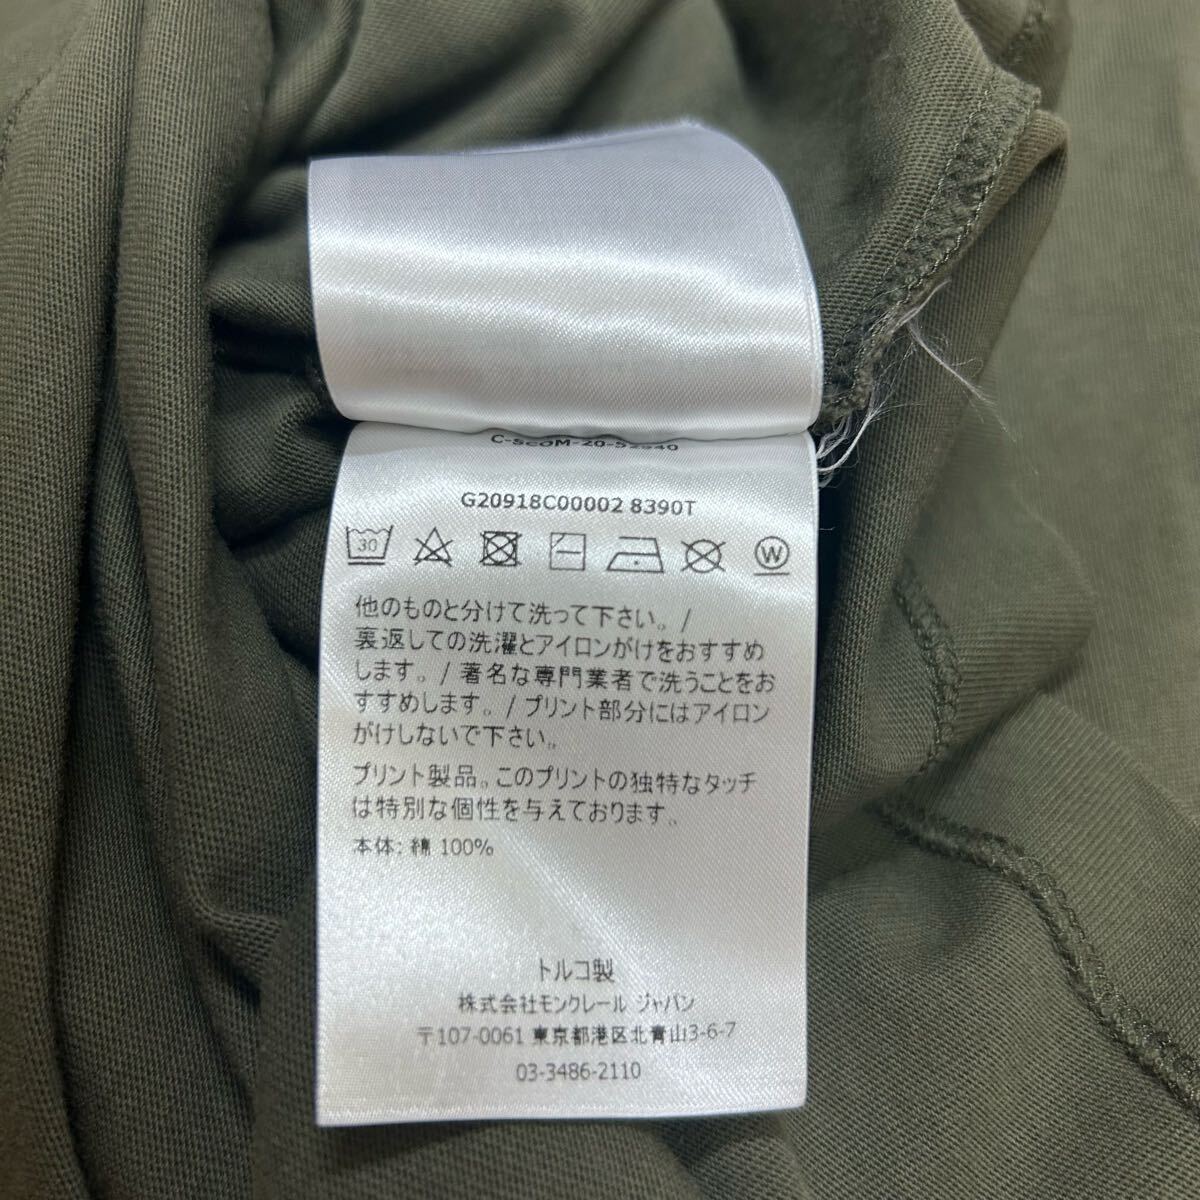 C-SCOM-20-52540
G20918C00002 8390T
30
W
他のものと分けて洗って下さい。/
裏返しての洗濯とアイロンがけをおすすめ
します。/ 著名な専門業者で洗うことをお
すすめします。/ プリント部分にはアイロン
がけしないで下さい。
プリント製品。このプリントの独特なタッチ
は特別な個性を与えております。
本体: 綿 100%
トルコ製
株式会社モンクレール ジャパン
〒107-0061 東京都港区北青山3-6-7
03-3486-2110